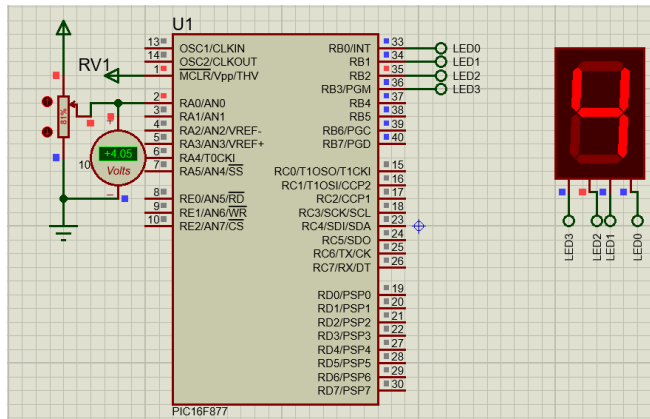 U1
13 OSC1/CLKIN RB0/INT 33 LED0
14 OSC2/CLKOUT RB1 34 LED1
RV1 1 MCLR/Vpp/THV RB2 35 LED2
RB3/PGM 36 LED3
2 RA0/AN0 RB4 37
3 RA1/AN1 RB5 38
4 RA2/AN2/VREF- RB6/PGC 39
5 RA3/AN3/VREF+ RB7/PGD 40
81%
6 RA4/T0CKI
7 RA5/AN4/SS RC0/T1OSO/T1CKI 15
RC1/T1OSI/CCP2 16
8 RE0/AN5/RD RC2/CCP1 17
9 RE1/AN6/WR RC3/SCK/SCL 18
10 RE2/AN7/CS RC4/SDI/SDA 23
RC5/SDO 24
RC6/TX/CK 25
RC7/RX/DT 26
RD0/PSP0 19
RD1/PSP1 20
RD2/PSP2 21
RD3/PSP3 22
RD4/PSP4 27
RD5/PSP5 28
RD6/PSP6 29
RD7/PSP7 30
PIC16F877
+4.05
Volts
10
4
LED3
LED2
LED1
LED0